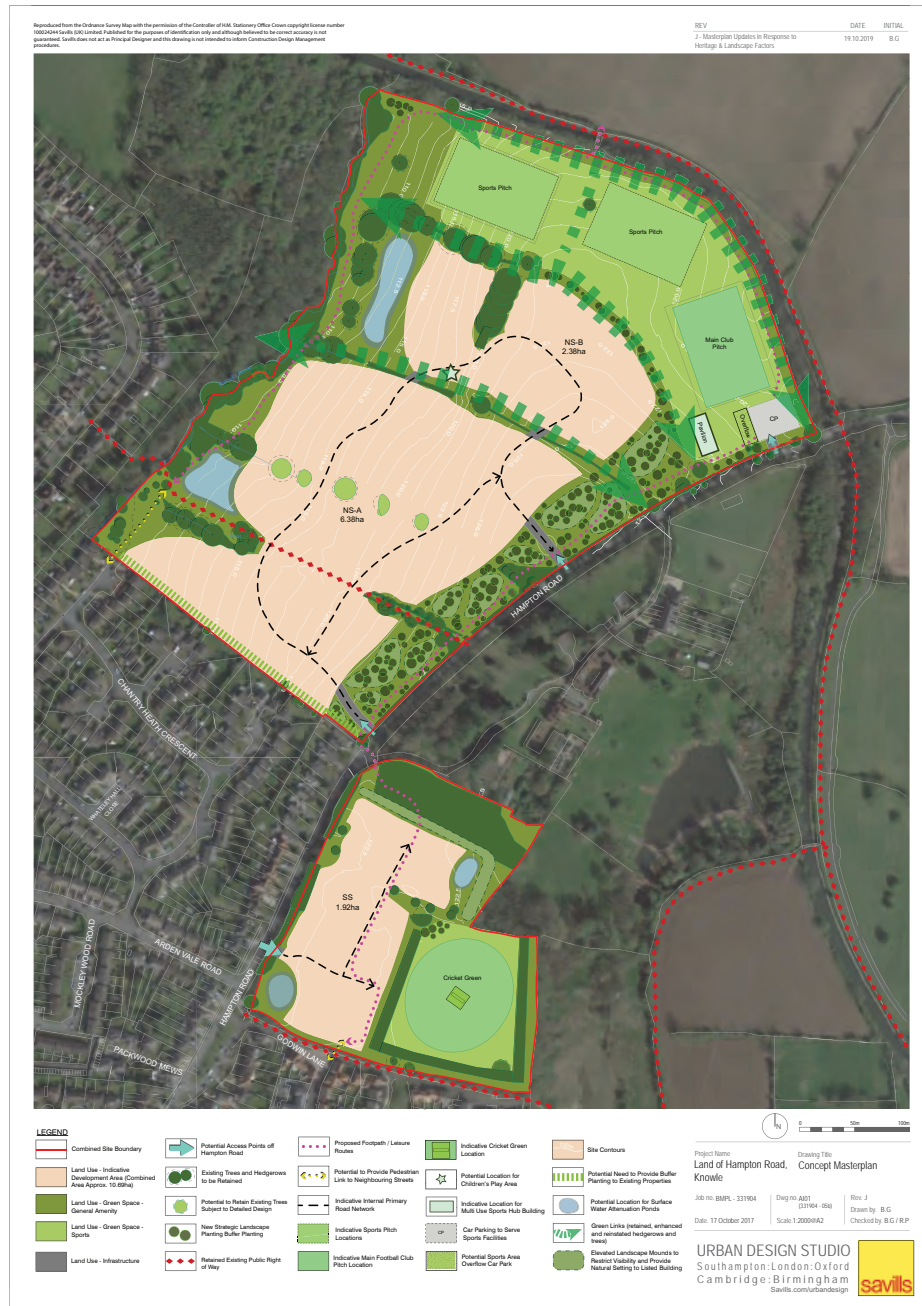 Reproduced from the Ordnance Survey Map with the permission of the Controller of H.M. Stationery Office Crown copyright license number
100024244 Savills (UK) Limited. Published for the purposes of identification only and although believed to be correct accuracy is not
guaranteed. Savills does not act as Principal Designer and this drawing is not intended to inform Construction Design Management
procedures.
REV DATE INITIAL
J - Masterplan Updates in Response to
Heritage & Landscape Factors
19.10.2019 B.G
Sports Pitch
Sports Pitch
Main Club
Pitch
NS-B
2.38ha
Pavilion
Overflow
CP
NS-A
6.38ha
HAMPTON ROAD
CHANTRY HEATH CRESCENT
WHATELEY HALL
CLOSE
SS
1.92ha
MOCKLEY WOOD ROAD
ARDEN VALE ROAD
HAMPTON ROAD
Cricket Green
PACKWOOD MEWS
GODWIN LANE
LEGEND
Combined Site Boundary
Land Use - Indicative
Development Area (Combined
Area Approx. 10.69ha)
Land Use - Green Space -
General Amenity
Land Use - Green Space -
Sports
Land Use - Infrastructure
Potential Access Points off
Hampton Road
Existing Trees and Hedgerows
to be Retained
Potential to Retain Existing Trees
Subject to Detailed Design
New Strategic Landscape
Planting Buffer Planting
Retained Existing Public Right
of Way
Proposed Footpath / Leisure
Routes
Potential to Provide Pedestrian
Link to Neighbouring Streets
Indicative Internal Primary
Road Network
Indicative Sports Pitch
Locations
Indicative Main Football Club
Pitch Location
Indicative Cricket Green
Location
Potential Location for
Children's Play Area
Indicative Location for
Multi Use Sports Hub Building
CP
Car Parking to Serve
Sports Facilities
Potential Sports Area
Overflow Car Park
Site Contours
Potential Need to Provide Buffer
Planting to Existing Properties
Potential Location for Surface
Water Attenuation Ponds
Green Links (retained, enhanced
and reinstated hedgerows and
trees)
Elevated Landscape Mounds to
Restrict Visibility and Provide
Natural Setting to Listed Building
N
0 50m 100m
Project Name
Land of Hampton Road,
Knowle
Drawing Title
Concept Masterplan
Job no. BMPL - 331904
Dwg no. AI01
(331904 - 05b)
Rev. J
Drawn by. B.G
Date. 17 October 2017
Scale.1:2000@A2
Checked by. B.G / R.P
URBAN DESIGN STUDIO
Southampton:London:Oxford
Cambridge:Birmingham
Savills.com/urbandesign
savills